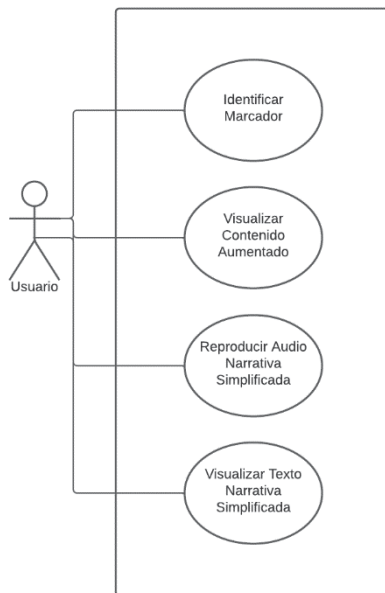 Identificar
Marcador
Visualizar
Contenido
Aumentado
Usuario
Reproducir Audio
Narrativa
Simplificada
Visualizar Texto
Narrativa
Simplificada